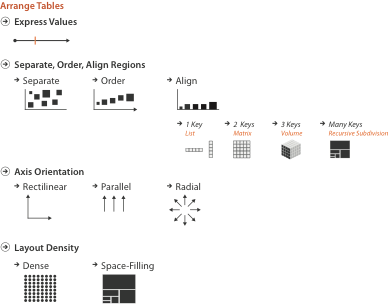 Arrange Tables
Express Values
Separate, Order, Align Regions
Separate Order Align
1 Key 2 Keys 3 Keys Many Keys
List Matrix Volume Recursive Subdivision
Axis Orientation
Rectilinear Parallel Radial
Layout Density
Dense Space-Filling